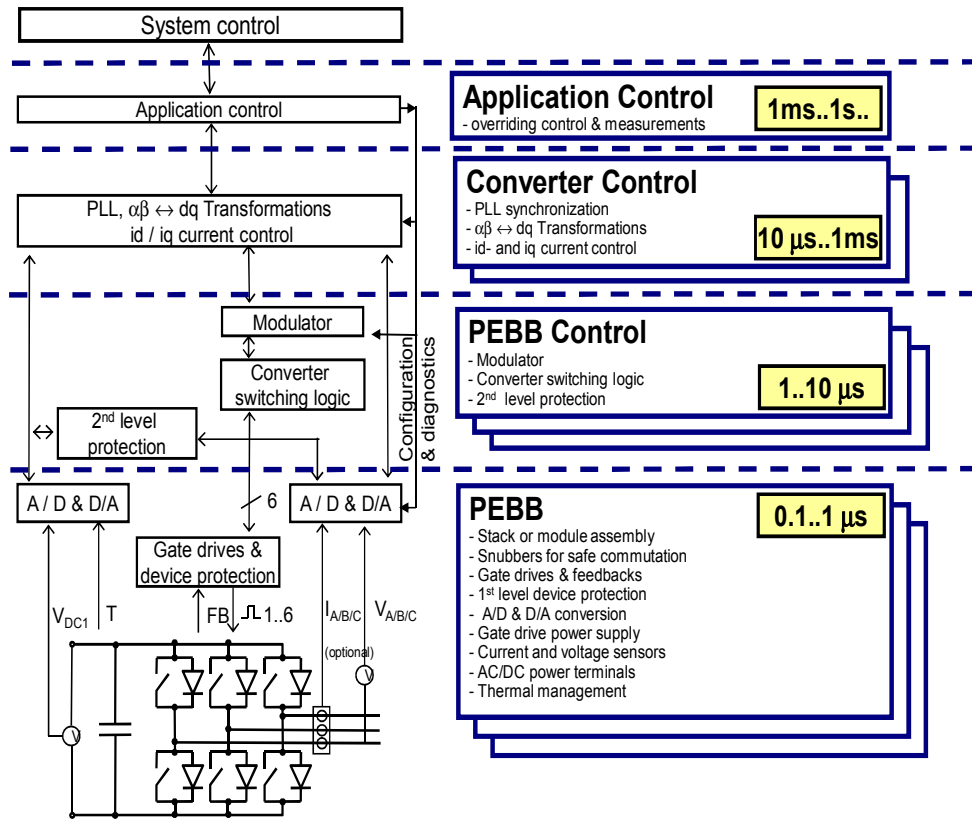 System control
Application control
PLL, αβ ↔ dq Transformations
id / iq current control
Modulator
Converter
switching logic
2nd level
protection
Configuration
& diagnostics
A / D & D/A
6
A / D & D/A
Gate drives &
device protection
VDC1
T
FB
1..6
IA/B/C
VA/B/C
(optional)
V
V
Application Control
- overriding control & measurements
1ms..1s..
Converter Control
- PLL synchronization
- αβ ↔ dq Transformations
- id- and iq current control
10 μs..1ms
PEBB Control
- Modulator
- Converter switching logic
- 2nd level protection
1..10 μs
PEBB
0.1..1 μs
- Stack or module assembly
- Snubbers for safe commutation
- Gate drives & feedbacks
- 1st level device protection
- A/D & D/A conversion
- Gate drive power supply
- Current and voltage sensors
- AC/DC power terminals
- Thermal management